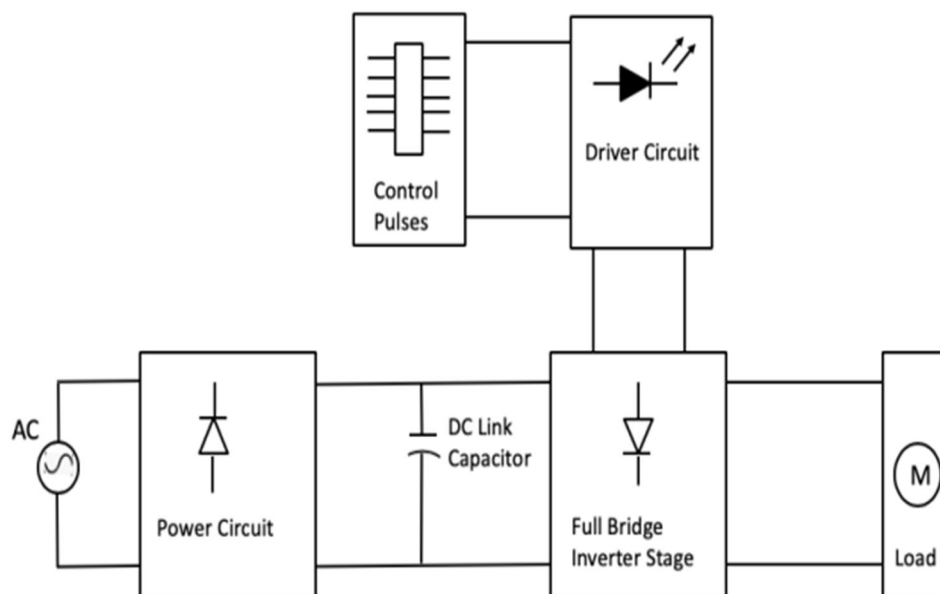 Control
Pulses
Driver Circuit
AC
Power Circuit
DC Link
Capacitor
Full Bridge
Inverter Stage
M
Load